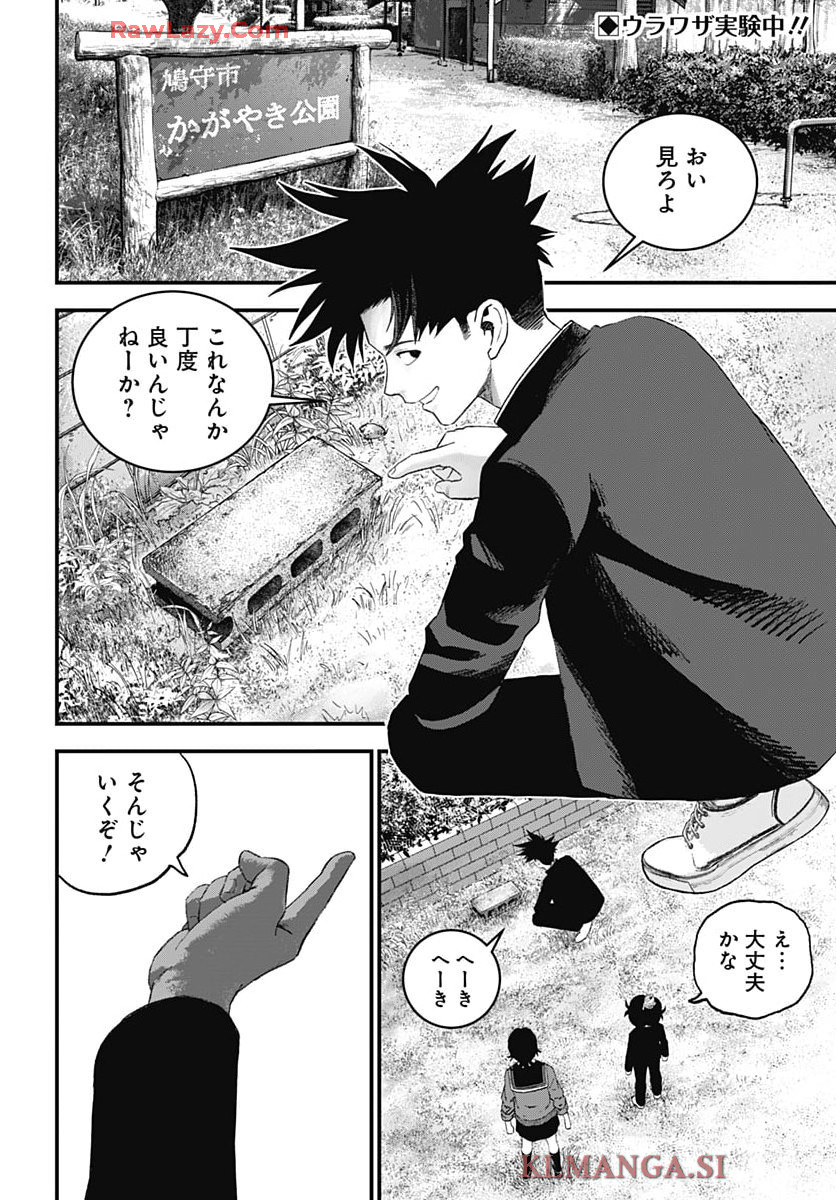 ◆ウラワザ実験中!!
RawLazy.Com
鳩守市
かがやき公園
おい
見ろよ
これなんか
丁度
良いんじゃ
ねーか？
え…
大丈夫
かな
へーき
へーき
そんじゃ
いくぞ！
KLMANGA.SI